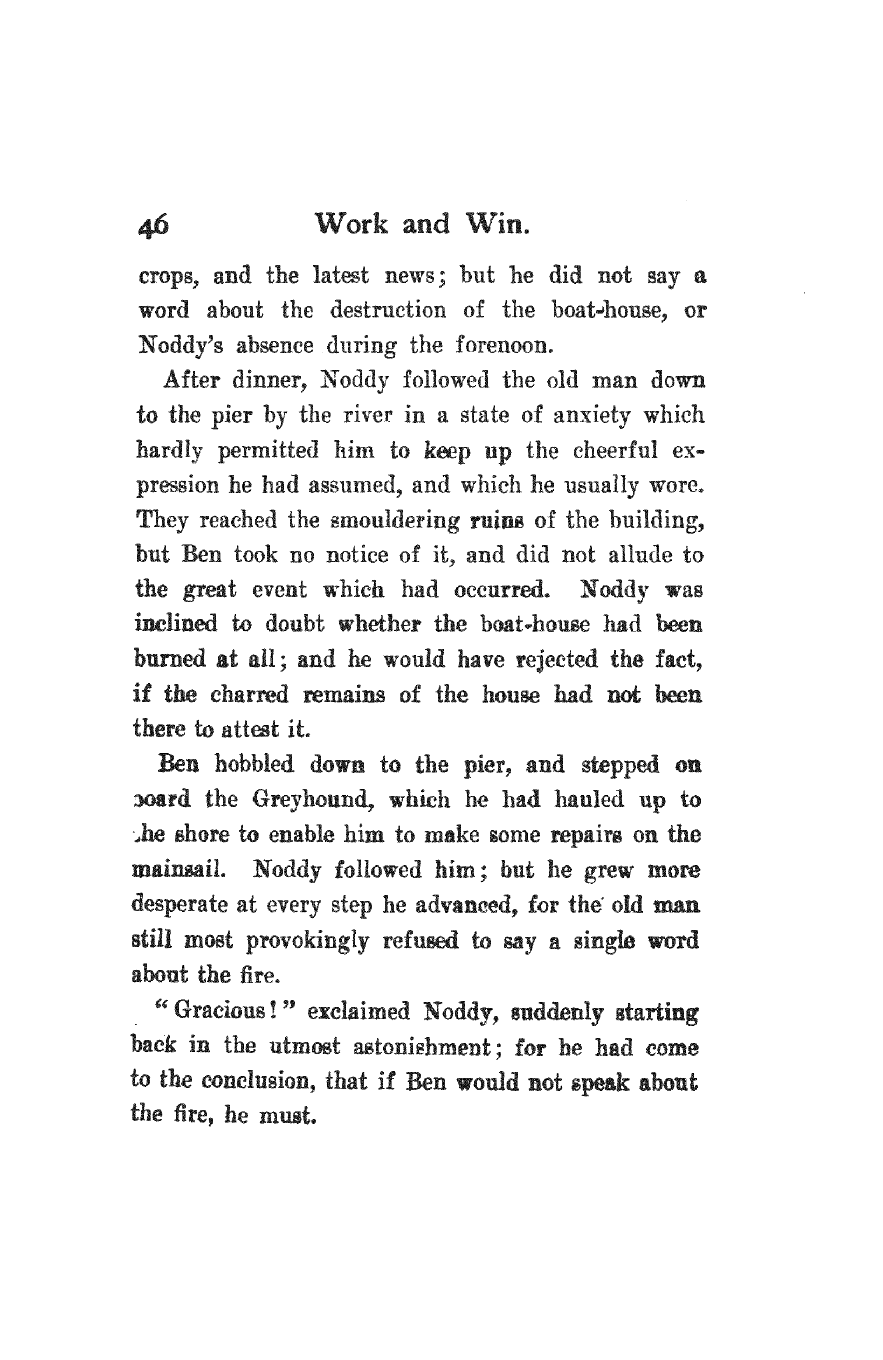 46 Work and Win.
crops, and the latest news; but he did not say a
word about the destruction of the boat-house, or
Noddy's absence during the forenoon.
After dinner, Noddy followed the old man down
to the pier by the river in a state of anxiety which
hardly permitted him to keep up the cheerful ex-
pression he had assumed, and which he usually wore.
They reached the smouldering ruins of the building,
but Ben took no notice of it, and did not allude to
the great event which had occurred. Noddy was
inclined to doubt whether the boat-house had been
burned at all; and he would have rejected the fact,
if the charred remains of the house had not been
there to attest it.
Ben hobbled down to the pier, and stepped on
board the Greyhound, which he had hauled up to
the shore to enable him to make some repairs on the
mainsail. Noddy followed him; but he grew more
desperate at every step he advanced, for the old man
still most provokingly refused to say a single word
about the fire.
"Gracious!" exclaimed Noddy, suddenly starting
back in the utmost astonishment; for he had come
to the conclusion, that if Ben would not speak about
the fire, he must.